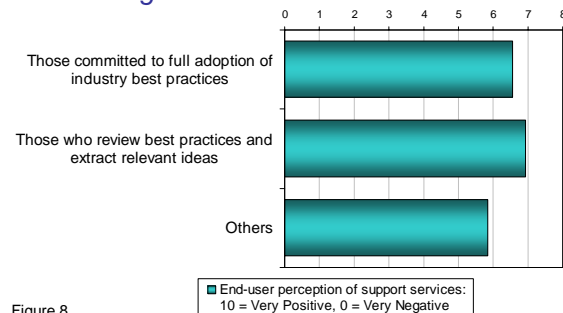 0 1 2 3 4 5 6 7 8
Those committed to full adoption of
industry best practices
Those who review best practices and
extract relevant ideas
Others
End-user perception of support services:
10 = Very Positive, 0 = Very Negative
Figure 8